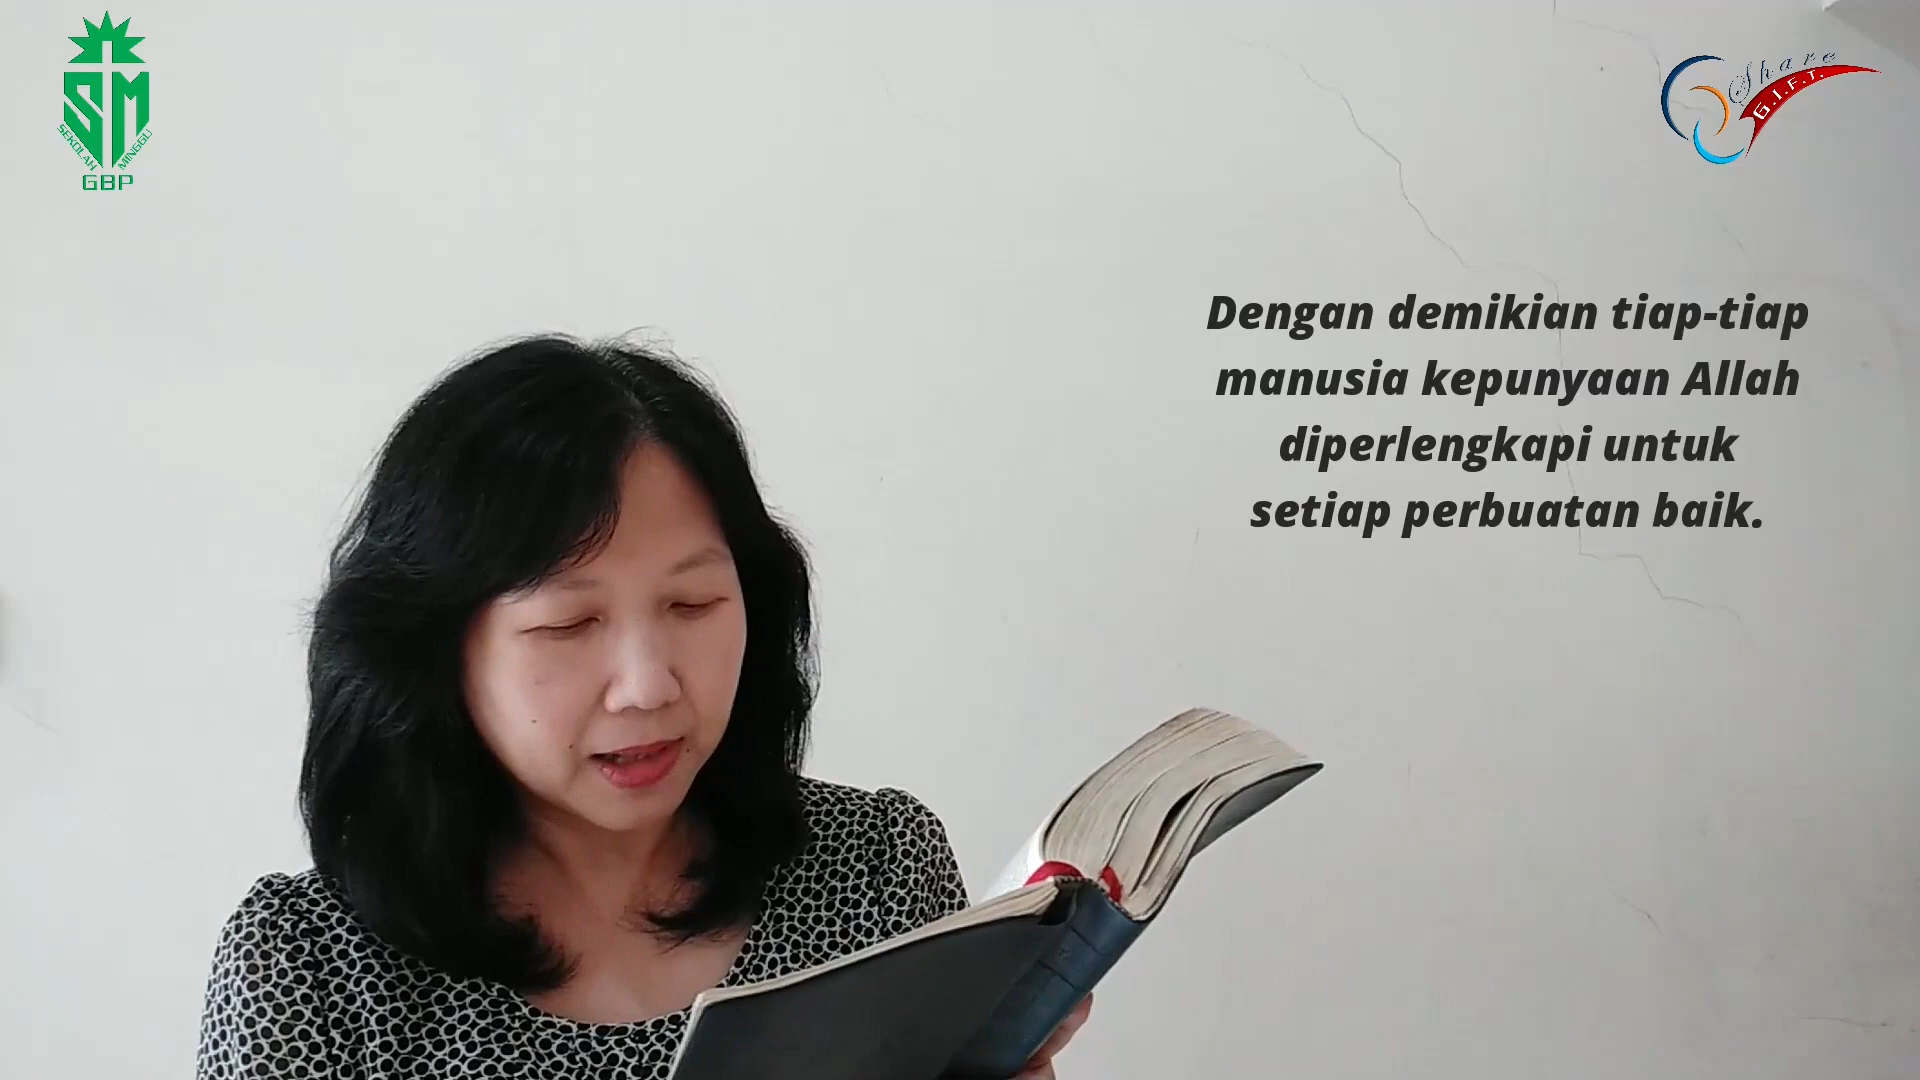 SM
SEKOLAH MINGGU
GBP
Share
G.I.F.T.
Dengan demikian tiap-tiap
manusia kepunyaan Allah
diperlengkapi untuk
setiap perbuatan baik.